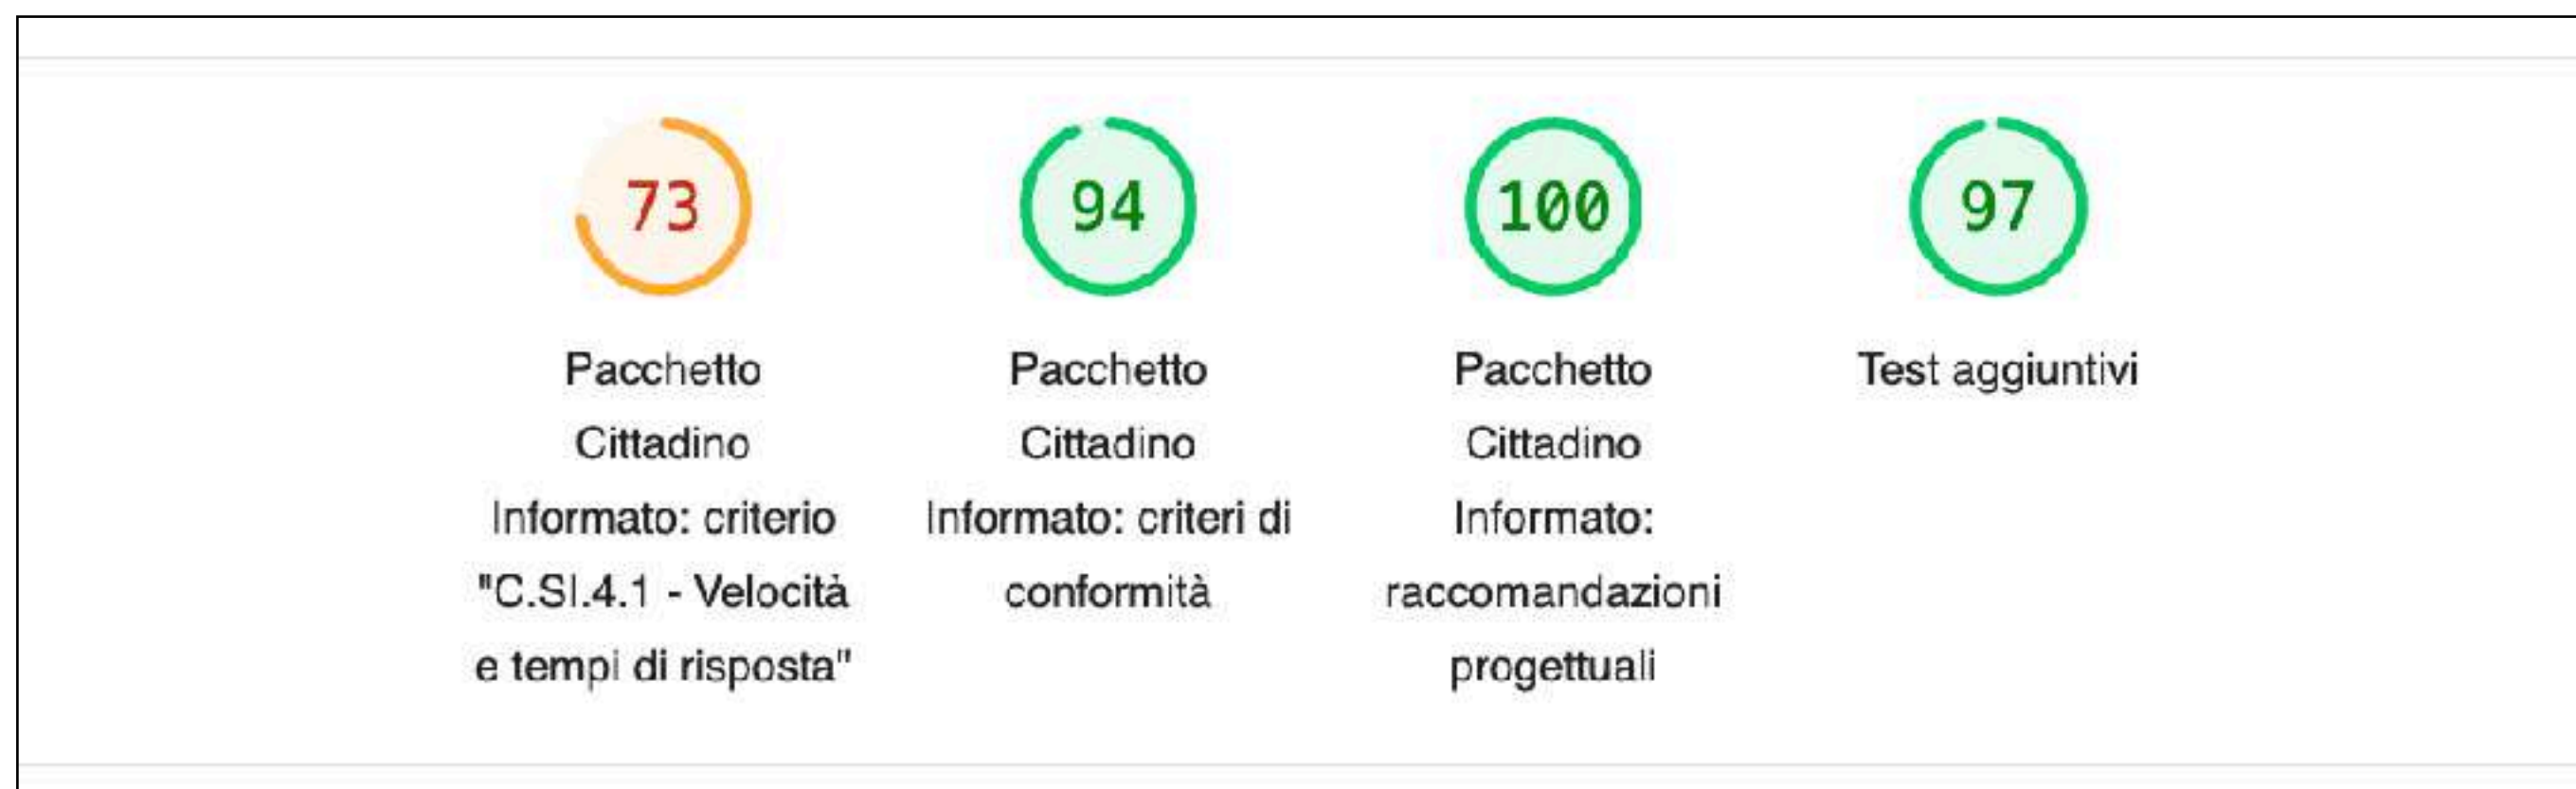 73
Pacchetto
Cittadino
Informato: criterio
"C.SI.4.1 - Velocità
e tempi di risposta"
94
Pacchetto
Cittadino
Informato: criteri di
conformità
100
Pacchetto
Cittadino
Informato:
raccomandazioni
progettuali
97
Test aggiuntivi